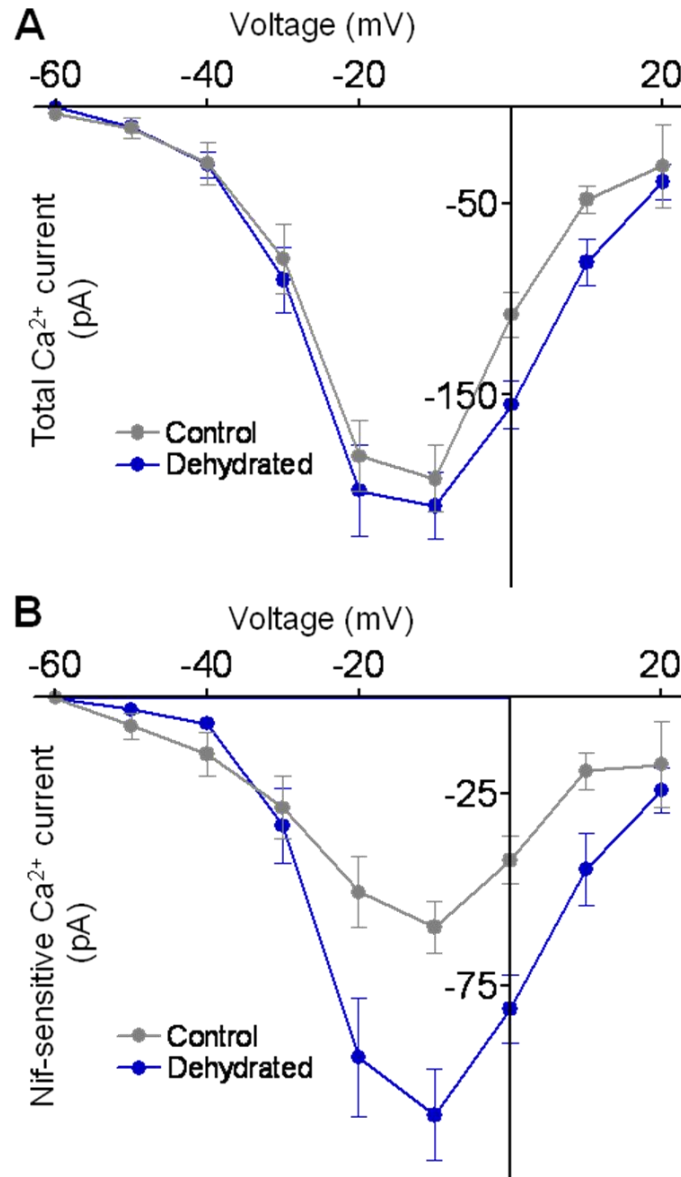 A
Voltage (mV)
-60 -40 -20 20
-50
-150
Total Ca²⁺ current
(pA)
Control
Dehydrated
B
Voltage (mV)
-60 -40 -20 20
-25
-75
Nif-sensitive Ca²⁺ current
(pA)
Control
Dehydrated